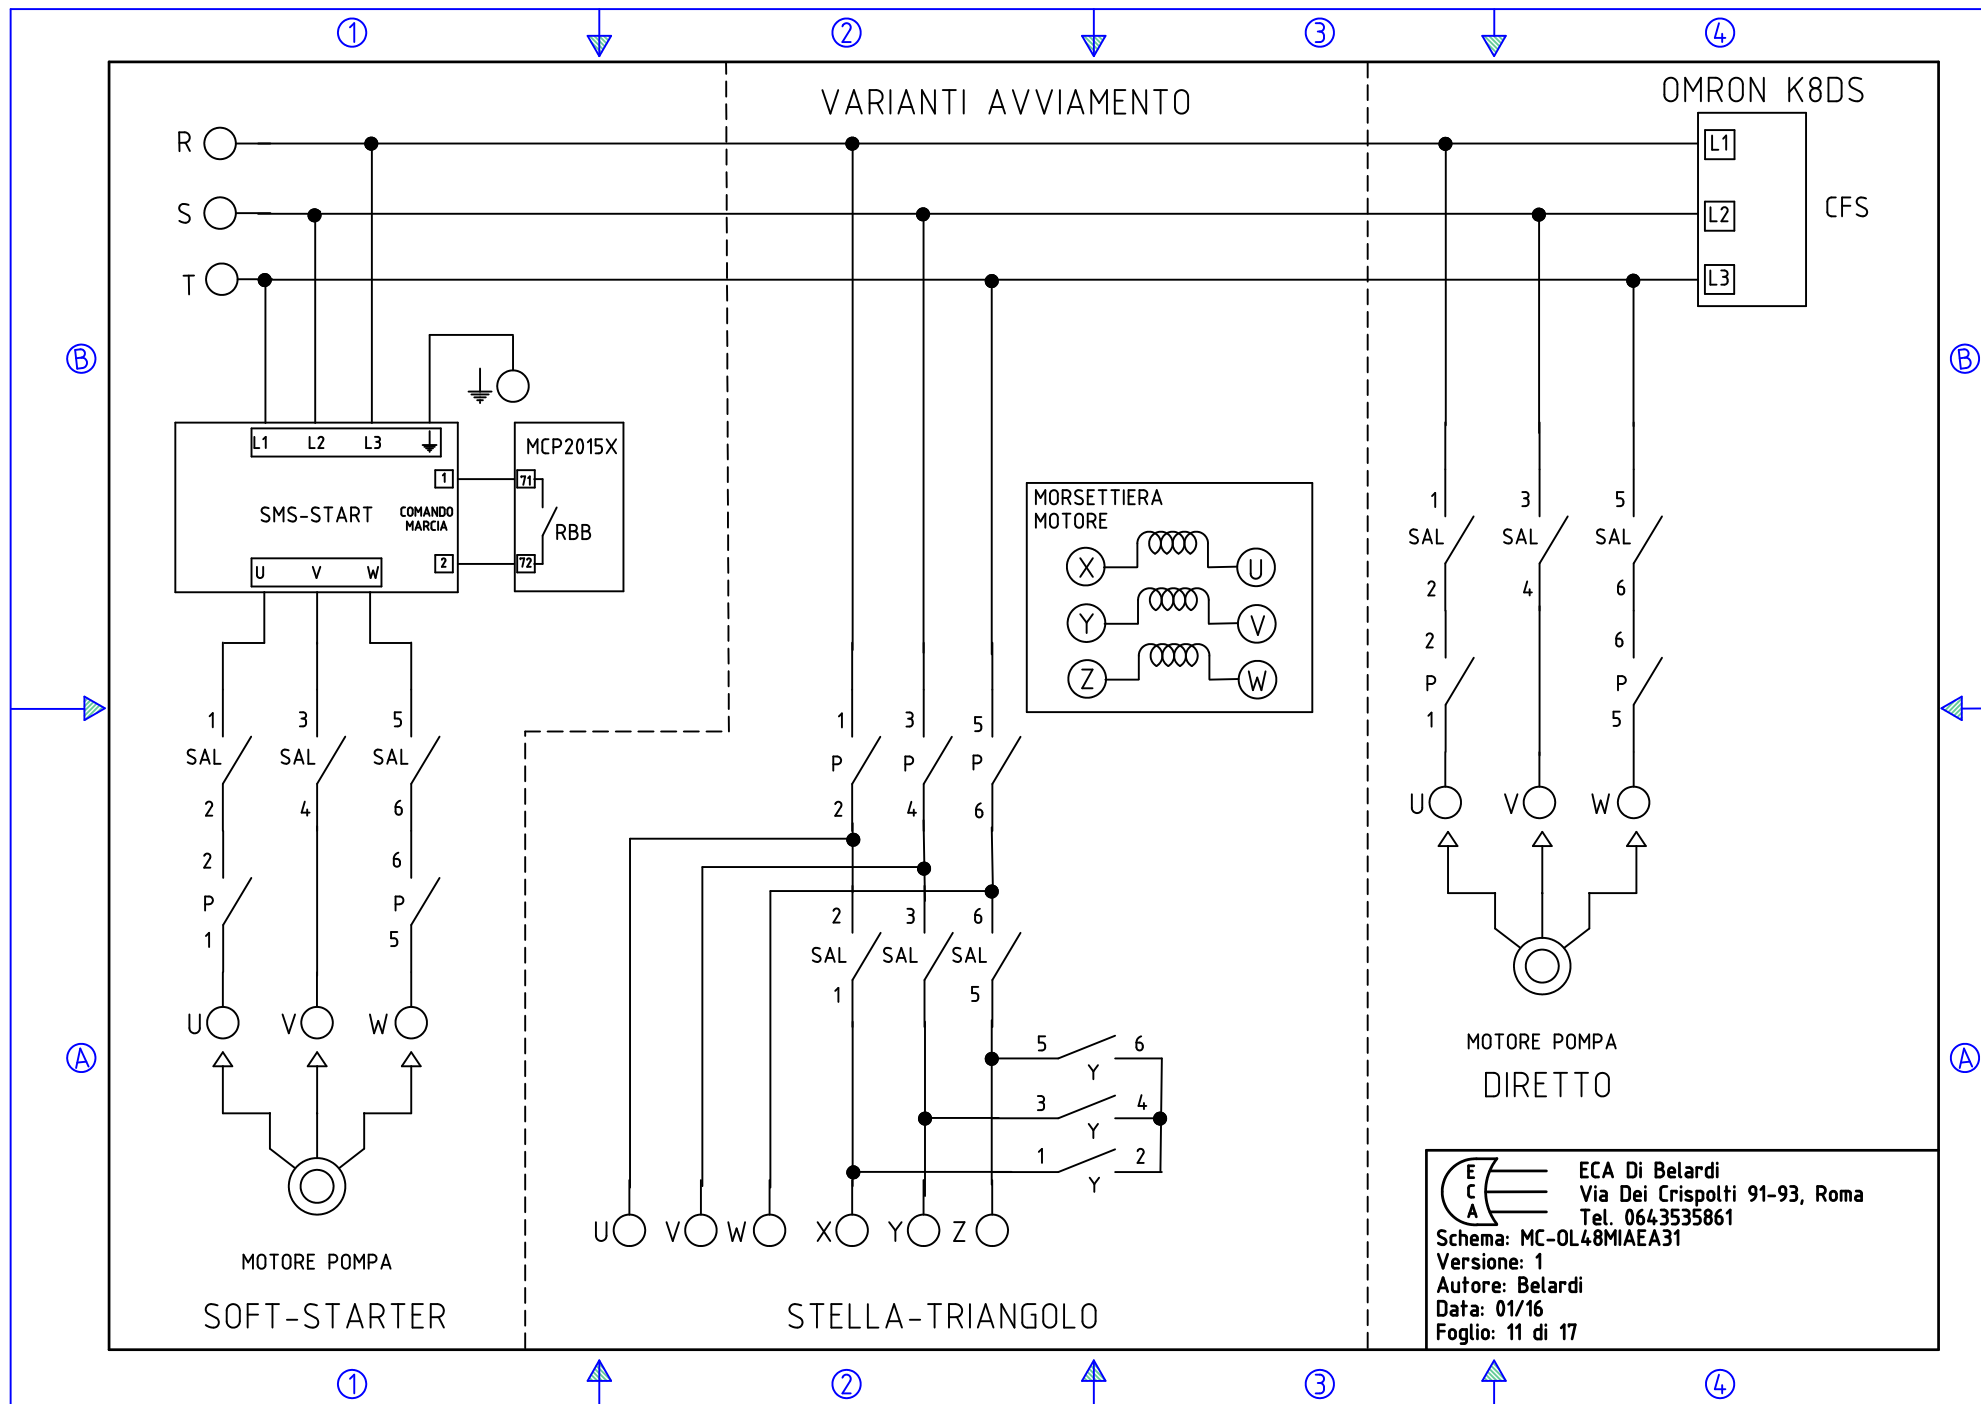 1 2 3 4
VARIANTI AVVIAMENTO
OMRON K8DS
R
S
T
L1
L2
L3
CFS
B B
L1 L2 L3
MCP2015X
1 71
SMS-START
COMANDO
MARCIA
RBB
2 72
U V W
MORSETTIERA
MOTORE
X U
Y V
Z W
1 3 5
SAL SAL SAL
2 4 6
2 6
P P
1 5
U V W
MOTORE POMPA
DIRETTO
1 3 5
SAL SAL SAL
2 4 6
2 6
P P
1 5
U V W
MOTORE POMPA
SOFT-STARTER
1 3 5
P P P
2 4 6
2 3 6
SAL SAL SAL
1 5
5 6
Y
3 4
Y
1 2
Y
U V W X Y Z
STELLA-TRIANGOLO
A A
E
C
A
ECA Di Belardi
Via Dei Crispolti 91-93, Roma
Tel. 0643535861
Schema: MC-OL48MIAEA31
Versione: 1
Autore: Belardi
Data: 01/16
Foglio: 11 di 17
1 2 3 4